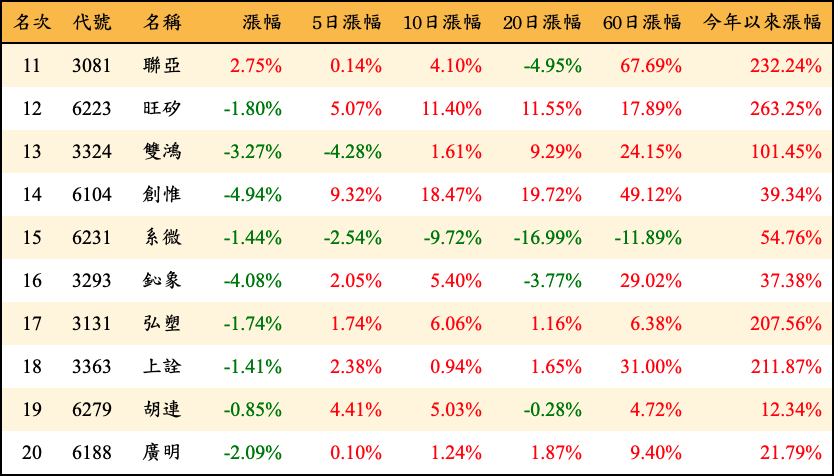 名次 代號 名稱 漲幅 5日漲幅 10日漲幅 20日漲幅 60日漲幅 今年以來漲幅
11 3081 聯亞 2.75% 0.14% 4.10% -4.95% 67.69% 232.24%
12 6223 旺矽 -1.80% 5.07% 11.40% 11.55% 17.89% 263.25%
13 3324 雙鴻 -3.27% -4.28% 1.61% 9.29% 24.15% 101.45%
14 6104 創惟 -4.94% 9.32% 18.47% 19.72% 49.12% 39.34%
15 6231 系微 -1.44% -2.54% -9.72% -16.99% -11.89% 54.76%
16 3293 鈊象 -4.08% 2.05% 5.40% -3.77% 29.02% 37.38%
17 3131 弘塑 -1.74% 1.74% 6.06% 1.16% 6.38% 207.56%
18 3363 上詮 -1.41% 2.38% 0.94% 1.65% 31.00% 211.87%
19 6279 胡連 -0.85% 4.41% 5.03% -0.28% 4.72% 12.34%
20 6188 廣明 -2.09% 0.10% 1.24% 1.87% 9.40% 21.79%